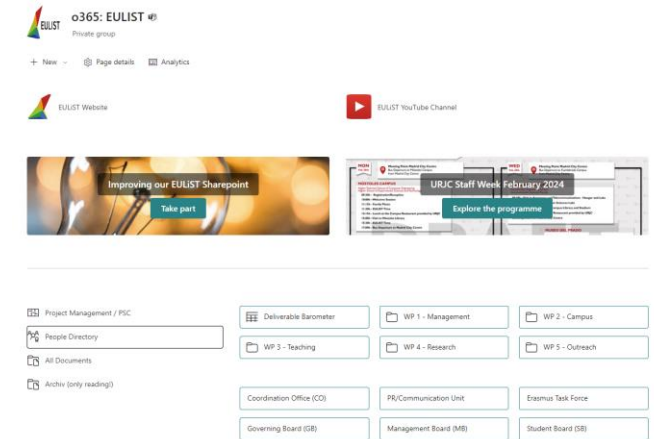 EULIST
o365: EULIST
Private group
+ New
Page details
Analytics
EULiST Website
EULiST YouTube Channel
Improving our EULiST Sharepoint
Take part
MON
WED
URJC Staff Week February 2024
Explore the programme
Project Management / PSC
People Directory
All Documents
Archiv (only reading!)
Deliverable Barometer
WP 1 - Management
WP 2 - Campus
WP 3 - Teaching
WP 4 - Research
WP 5 - Outreach
Coordination Office (CO)
PR/Communication Unit
Erasmus Task Force
Governing Board (GB)
Management Board (MB)
Student Board (SB)